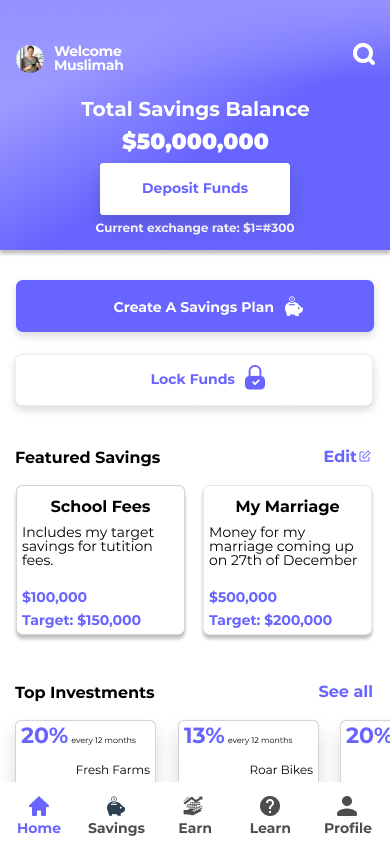 Welcome
Muslimah
Total Savings Balance
$50,000,000
Deposit Funds
Current exchange rate: $1=#300
Create A Savings Plan
Lock Funds
Featured Savings
Edit
School Fees
Includes my target
savings for tutition
fees.
$100,000
Target: $150,000
My Marriage
Money for my
marriage coming up
on 27th of December
$500,000
Target: $200,000
Top Investments
See all
20% every 12 months
Fresh Farms
13% every 12 months
Roar Bikes
20%
Home
Savings
Earn
Learn
Profile